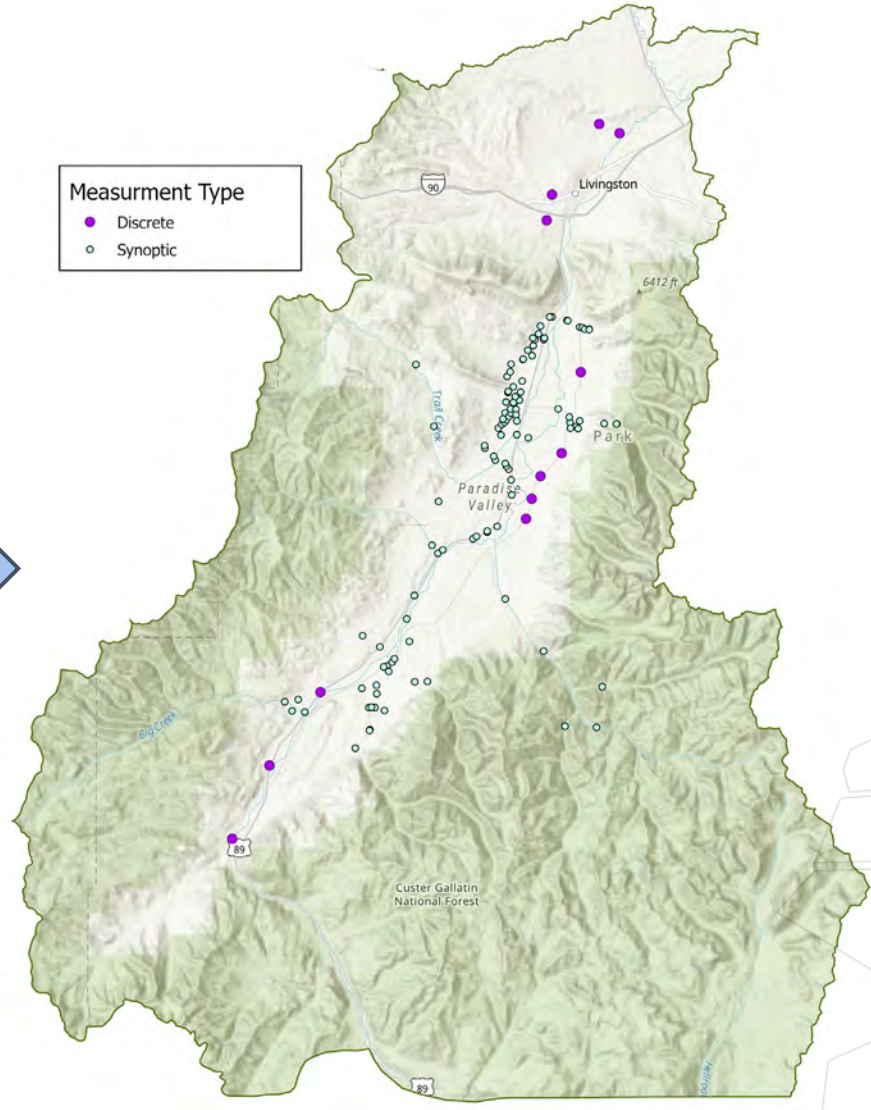 Measurment Type
Discrete
Synoptic
90
Livingston
6412 ft
Trail Creek
Park
Paradise
Valley
Big Creek
89
Custer Gallatin
National Forest
89